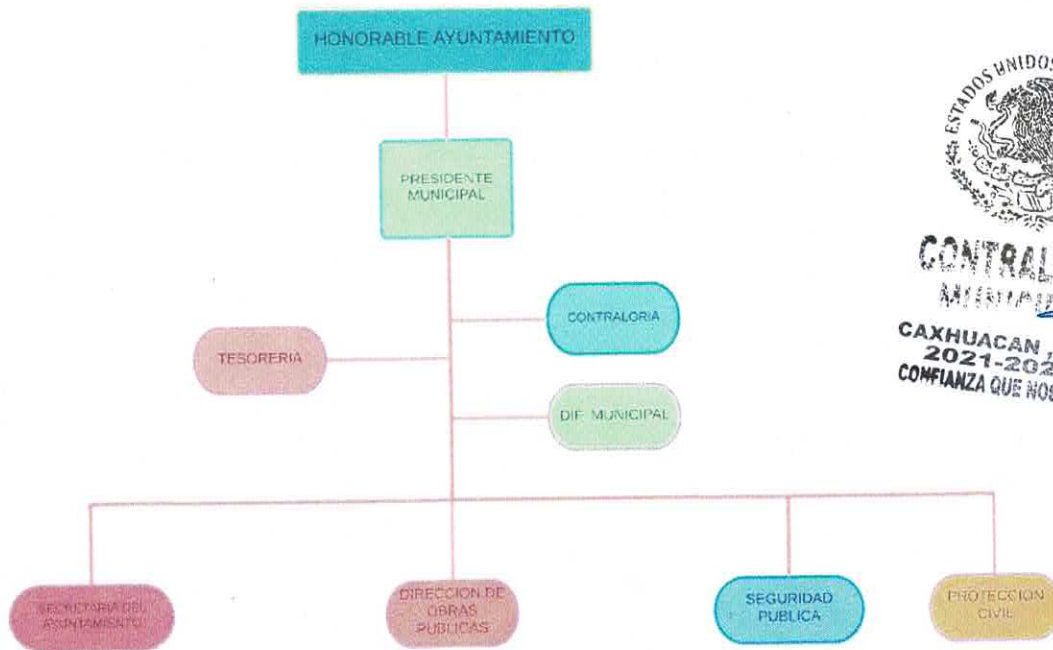 HONORABLE AYUNTAMIENTO
PRESIDENTE
MUNICIPAL
CONTRALORIA
TESORERIA
DIF MUNICIPAL
SECRETARIA DEL
AYUNTAMIENTO
DIRECCION DE
OBRAS
PUBLICAS
SEGURIDAD
PUBLICA
PROTECCION
CIVIL
ESTADOS UNIDOS
CAXHUACAN,
2021-202
CONFIANZA QUE NOS